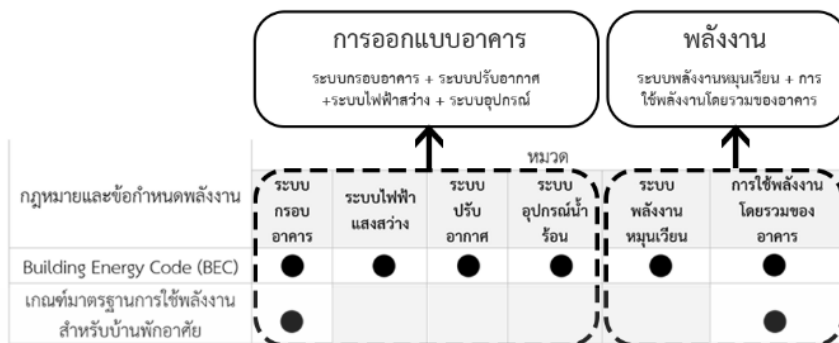 การออกแบบอาคาร
ระบบกรอบอาคาร + ระบบปรับอากาศ
+ระบบไฟฟ้าสว่าง + ระบบอุปกรณ์
พลังงาน
ระบบพลังงานหมุนเวียน + การ
ใช้พลังงานโดยรวมของอาคาร
กฎหมายและข้อกำหนดพลังงาน
หมวด
ระบบ
กรอบ
อาคาร
ระบบไฟฟ้า
แสงสว่าง
ระบบ
ปรับ
อากาศ
ระบบ
อุปกรณ์น้ำ
ร้อน
ระบบ
พลังงาน
หมุนเวียน
การใช้พลังงาน
โดยรวมของ
อาคาร
Building Energy Code (BEC)
เกณฑ์มาตรฐานการใช้พลังงาน
สำหรับบ้านพักอาศัย